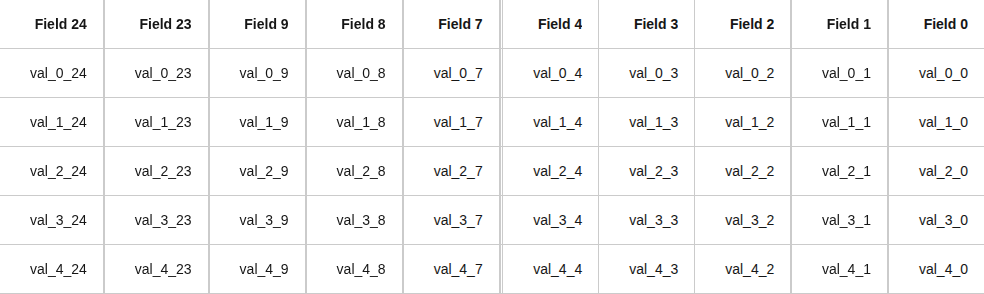 Field 24 Field 23 Field 9 Field 8 Field 7 Field 4 Field 3 Field 2 Field 1 Field 0
val_0_24 val_0_23 val_0_9 val_0_8 val_0_7 val_0_4 val_0_3 val_0_2 val_0_1 val_0_0
val_1_24 val_1_23 val_1_9 val_1_8 val_1_7 val_1_4 val_1_3 val_1_2 val_1_1 val_1_0
val_2_24 val_2_23 val_2_9 val_2_8 val_2_7 val_2_4 val_2_3 val_2_2 val_2_1 val_2_0
val_3_24 val_3_23 val_3_9 val_3_8 val_3_7 val_3_4 val_3_3 val_3_2 val_3_1 val_3_0
val_4_24 val_4_23 val_4_9 val_4_8 val_4_7 val_4_4 val_4_3 val_4_2 val_4_1 val_4_0